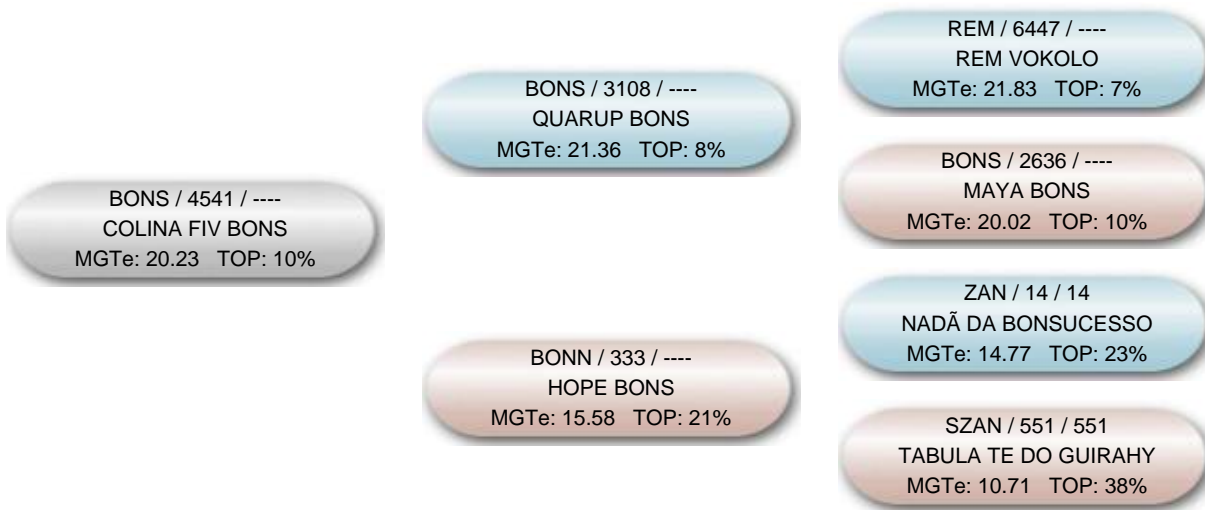 BONS / 4541 / ----
COLINA FIV BONS
MGTe: 20.23 TOP: 10%
BONS / 3108 / ----
QUARUP BONS
MGTe: 21.36 TOP: 8%
BONN / 333 / ----
HOPE BONS
MGTe: 15.58 TOP: 21%
REM / 6447 / ----
REM VOKOLO
MGTe: 21.83 TOP: 7%
BONS / 2636 / ----
MAYA BONS
MGTe: 20.02 TOP: 10%
ZAN / 14 / 14
NADÃ DA BONSUCESSO
MGTe: 14.77 TOP: 23%
SZAN / 551 / 551
TABULA TE DO GUIRAHY
MGTe: 10.71 TOP: 38%